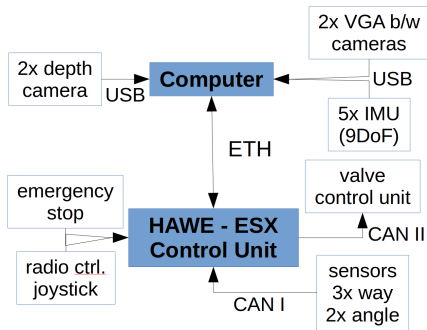 2x VGA b/w
cameras
2x depth
camera
Computer
USB
USB
5x IMU
(9DoF)
ETH
emergency
stop
valve
control unit
HAWE - ESX
Control Unit
CAN II
radio ctrl.
joystick
sensors
3x way
2x angle
CAN I